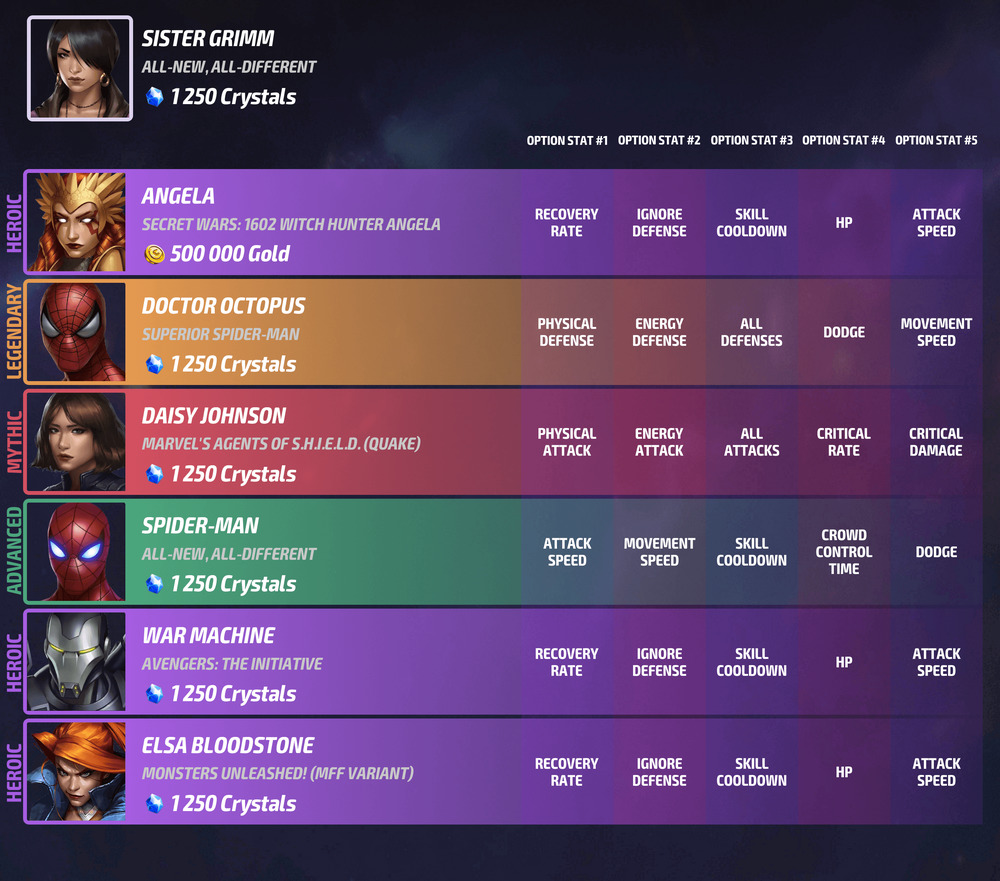 SISTER GRIMM
ALL-NEW, ALL-DIFFERENT
1 250 Crystals
OPTION STAT #1 OPTION STAT #2 OPTION STAT #3 OPTION STAT #4 OPTION STAT #5
HEROIC
ANGELA
SECRET WARS: 1602 WITCH HUNTER ANGELA
500 000 Gold
RECOVERY
RATE
IGNORE
DEFENSE
SKILL
COOLDOWN
HP
ATTACK
SPEED
LEGENDARY
DOCTOR OCTOPUS
SUPERIOR SPIDER-MAN
1 250 Crystals
PHYSICAL
DEFENSE
ENERGY
DEFENSE
ALL
DEFENSES
DODGE
MOVEMENT
SPEED
MYTHIC
DAISY JOHNSON
MARVEL'S AGENTS OF S.H.I.E.L.D. (QUAKE)
1 250 Crystals
PHYSICAL
ATTACK
ENERGY
ATTACK
ALL
ATTACKS
CRITICAL
RATE
CRITICAL
DAMAGE
ADVANCED
SPIDER-MAN
ALL-NEW, ALL-DIFFERENT
1 250 Crystals
ATTACK
SPEED
MOVEMENT
SPEED
SKILL
COOLDOWN
CROWD
CONTROL
TIME
DODGE
HEROIC
WAR MACHINE
AVENGERS: THE INITIATIVE
1 250 Crystals
RECOVERY
RATE
IGNORE
DEFENSE
SKILL
COOLDOWN
HP
ATTACK
SPEED
HEROIC
ELSA BLOODSTONE
MONSTERS UNLEASHED! (MFF VARIANT)
1 250 Crystals
RECOVERY
RATE
IGNORE
DEFENSE
SKILL
COOLDOWN
HP
ATTACK
SPEED